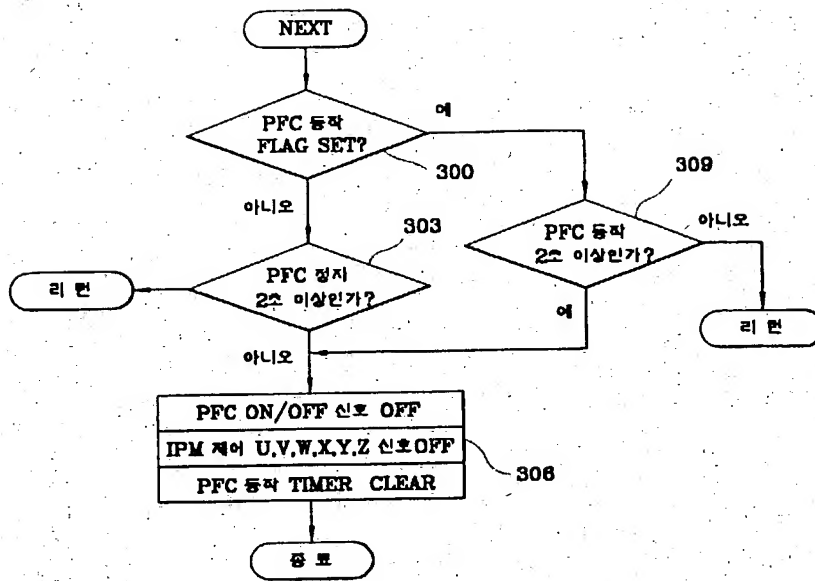 NEXT
PFC 동작
FLAG SET?
예
300
아니오
309
303
PFC 동작
2초 이상인가?
아니오
PFC 정지
2초 이상인가?
리 턴
예
리 턴
아니오
PFC ON/OFF 신호 OFF
IPM 제어 U,V,W,X,Y,Z 신호OFF
306
PFC 동작 TIMER CLEAR
종 료